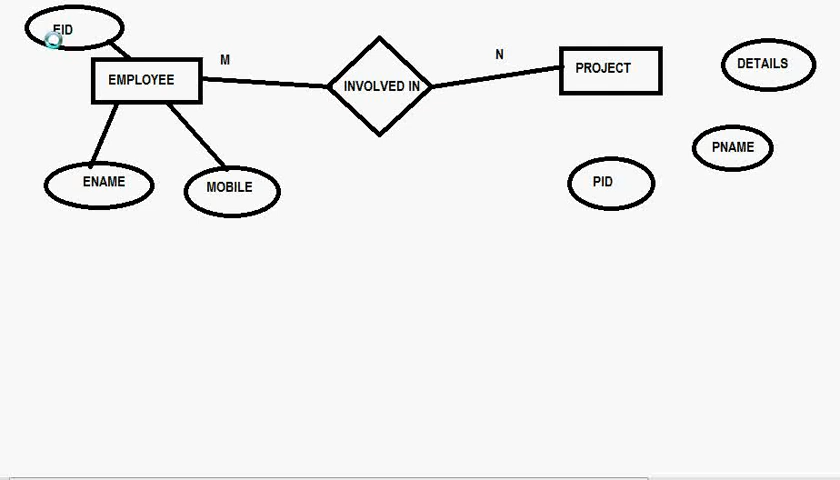 EID
M
N
EMPLOYEE
INVOLVED IN
PROJECT
DETAILS
PNAME
ENAME
MOBILE
PID